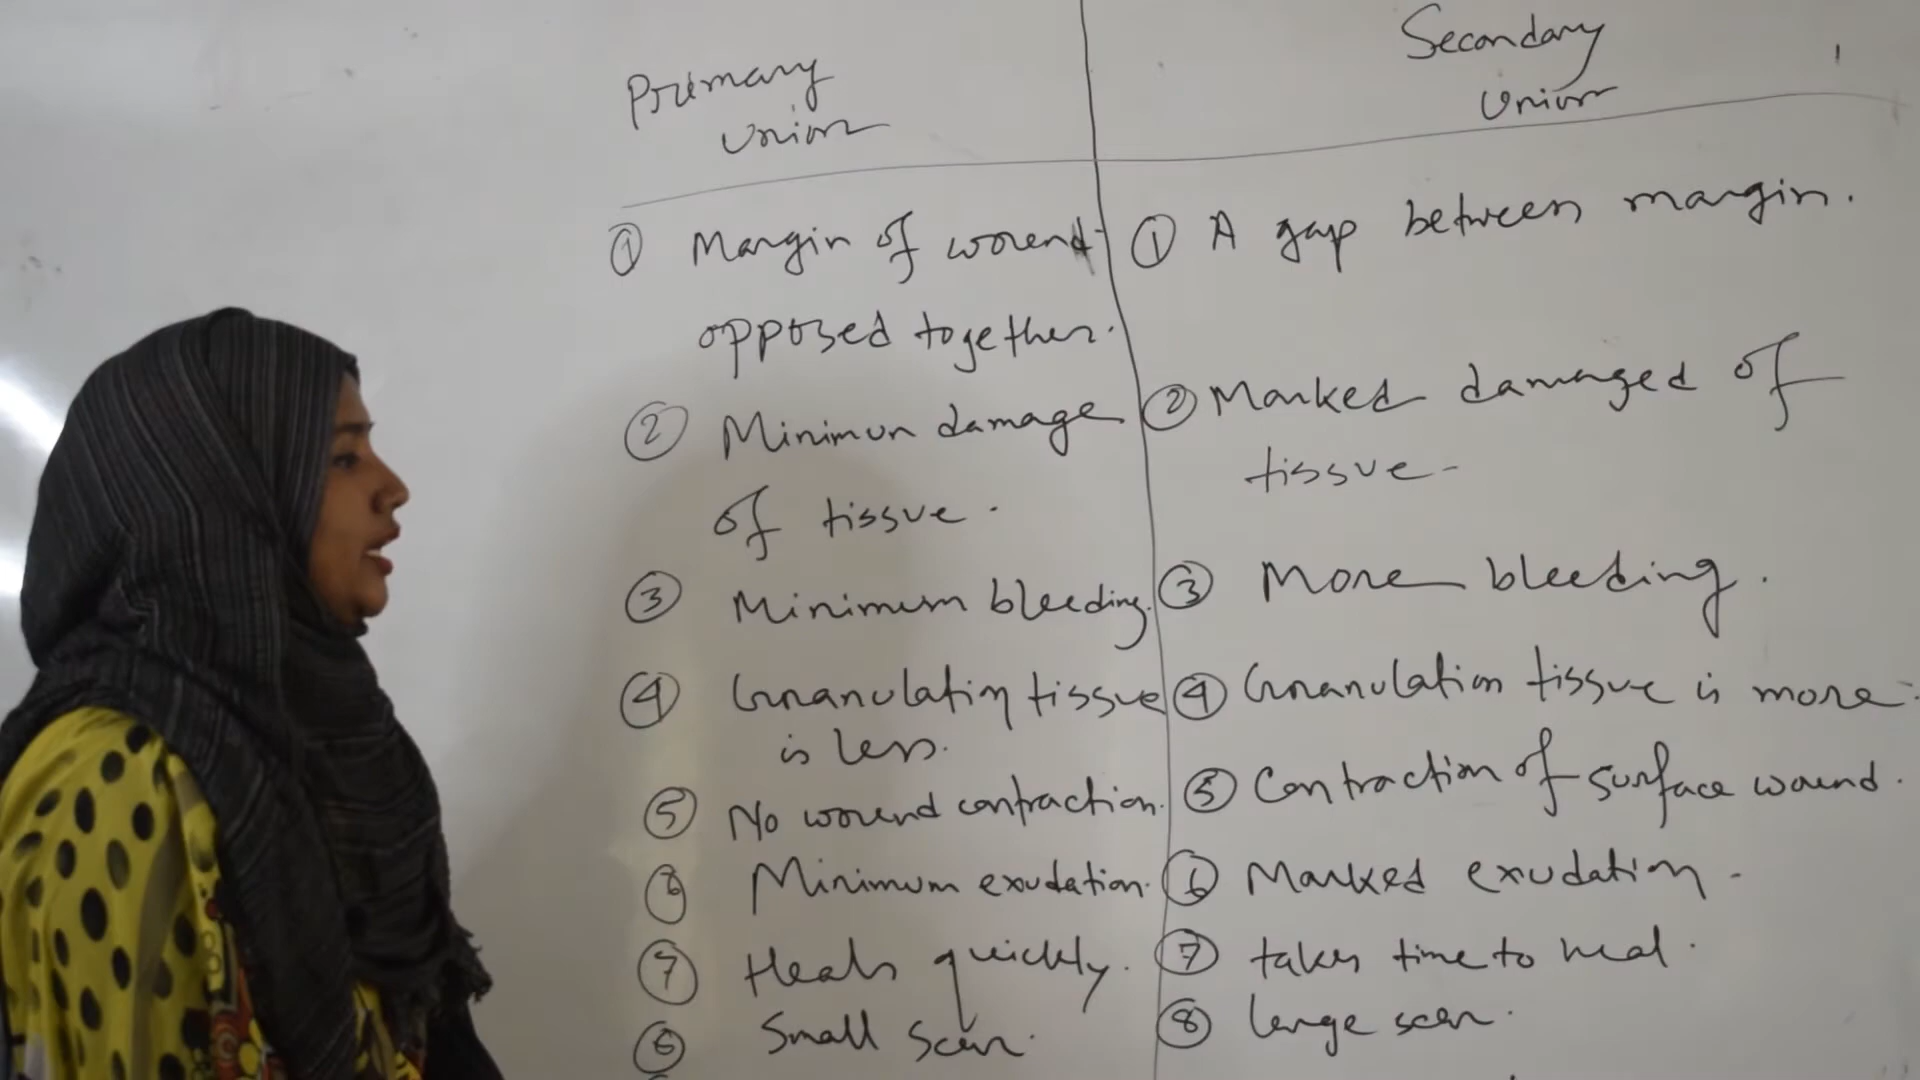 Primary
Union
① Margin of wound
opposed together.
② Minimun damage
of tissue.
③ Minimum bleeding.
④ Granulating tissue
is less.
⑤ No wound contraction.
⑥ Minimum exudation.
⑦ Heals quickly.
⑥ Small scar.
Secondary
Union
① A gap between margin.
② Marked damaged of
tissue-
③ More bleeding.
④ Granulation tissue is more.
⑤ Contraction of surface wound.
⑥ Marked exudation.
⑦ takes time to heal.
⑧ large scar.